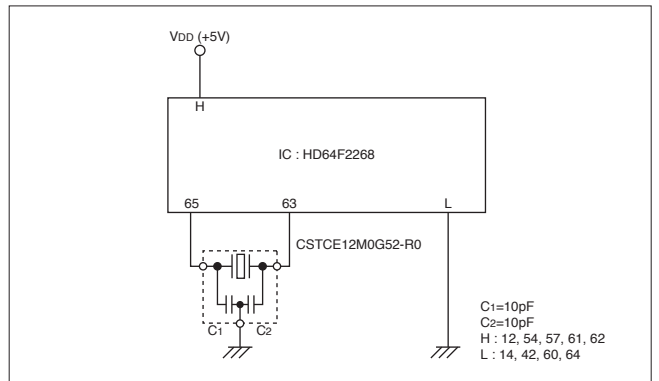 VDD (+5V)
H
IC : HD64F2268
65 63 L
CSTCE12M0G52-R0
C1 C2
C1=10pF
C2=10pF
H : 12, 54, 57, 61, 62
L : 14, 42, 60, 64